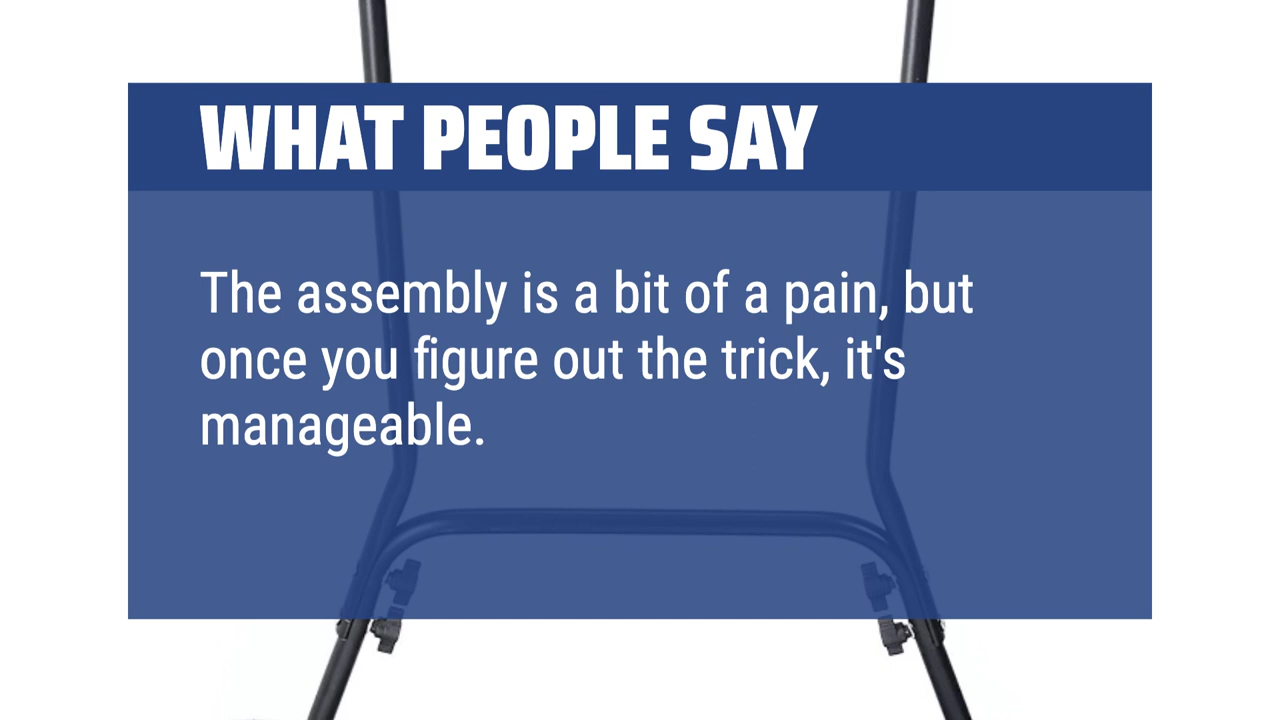 WHAT PEOPLE SAY
The assembly is a bit of a pain, but
once you figure out the trick, it's
manageable.